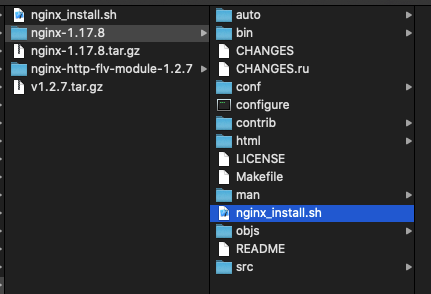 nginx_install.sh
nginx-1.17.8
nginx-1.17.8.tar.gz
nginx-http-flv-module-1.2.7
v1.2.7.tar.gz
auto
bin
CHANGES
CHANGES.ru
conf
configure
contrib
html
LICENSE
Makefile
man
nginx_install.sh
objs
README
src